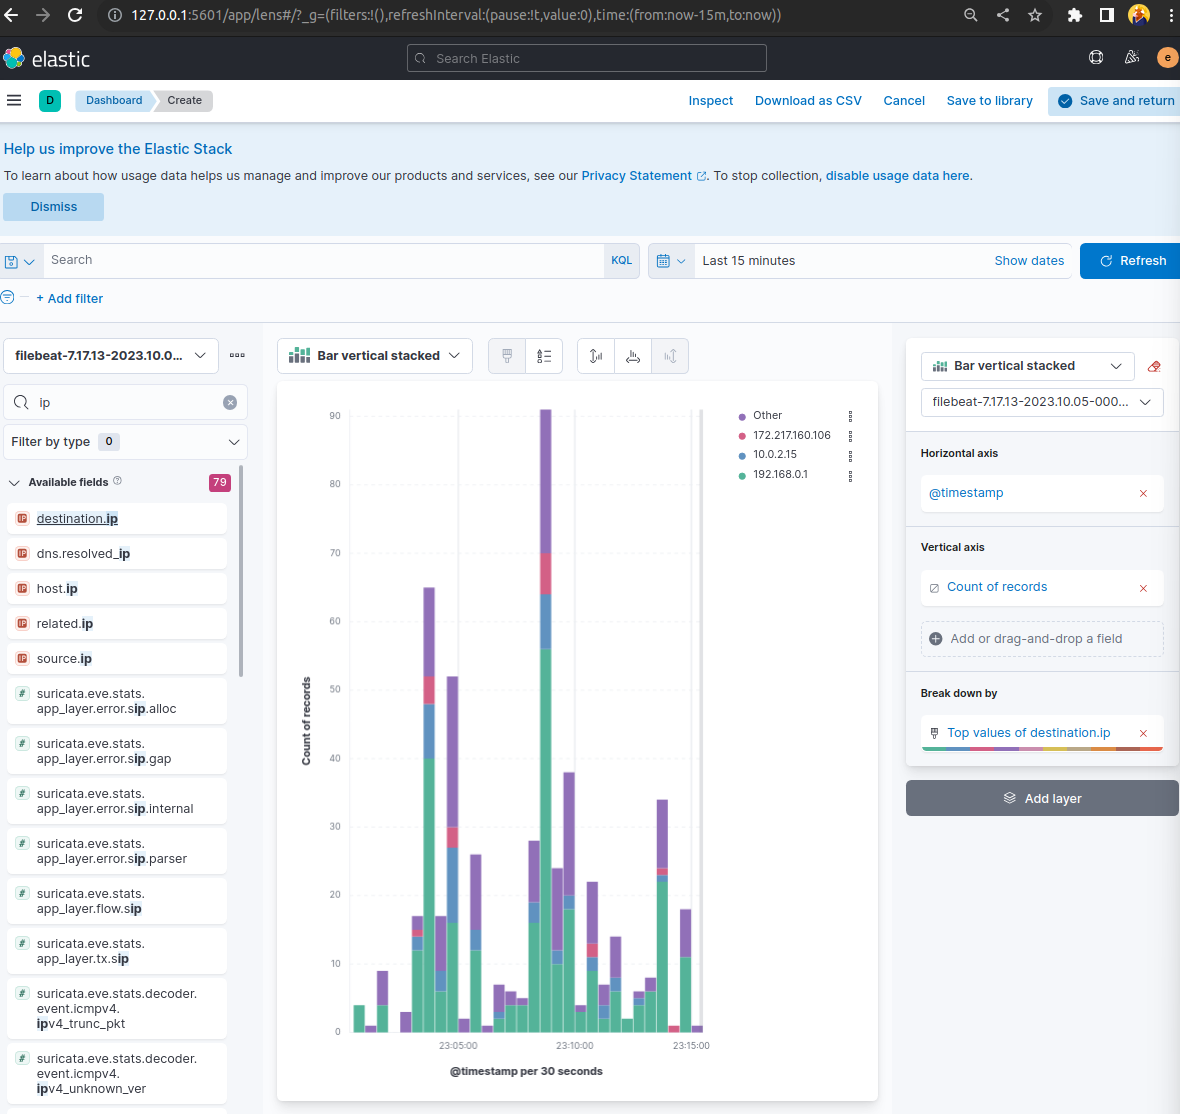 127.0.0.1:5601/app/lens#/?_g=(filters:!(),refreshInterval:(pause:!t,value:0),time:(from:now-15m,to:now))
elastic
Search Elastic
e
D
Dashboard
Create
Inspect
Download as CSV
Cancel
Save to library
Save and return
Help us improve the Elastic Stack
To learn about how usage data helps us manage and improve our products and services, see our Privacy Statement. To stop collection, disable usage data here.
Dismiss
Search
KQL
Last 15 minutes
Show dates
Refresh
+ Add filter
filebeat-7.17.13-2023.10.0...
ip
Filter by type 0
Available fields
79
IP destination.ip
IP dns.resolved_ip
IP host.ip
IP related.ip
IP source.ip
# suricata.eve.stats.
app_layer.error.sip.alloc
# suricata.eve.stats.
app_layer.error.sip.gap
# suricata.eve.stats.
app_layer.error.sip.internal
# suricata.eve.stats.
app_layer.error.sip.parser
# suricata.eve.stats.
app_layer.flow.sip
# suricata.eve.stats.
app_layer.tx.sip
# suricata.eve.stats.decoder.
event.icmpv4.
ipv4_trunc_pkt
# suricata.eve.stats.decoder.
event.icmpv4.
ipv4_unknown_ver
Bar vertical stacked
90
80
70
60
50
40
30
20
10
0
Count of records
23:05:00
23:10:00
23:15:00
@timestamp per 30 seconds
Other
172.217.160.106
10.0.2.15
192.168.0.1
Bar vertical stacked
filebeat-7.17.13-2023.10.05-000...
Horizontal axis
@timestamp
Vertical axis
Count of records
Add or drag-and-drop a field
Break down by
Top values of destination.ip
Add layer